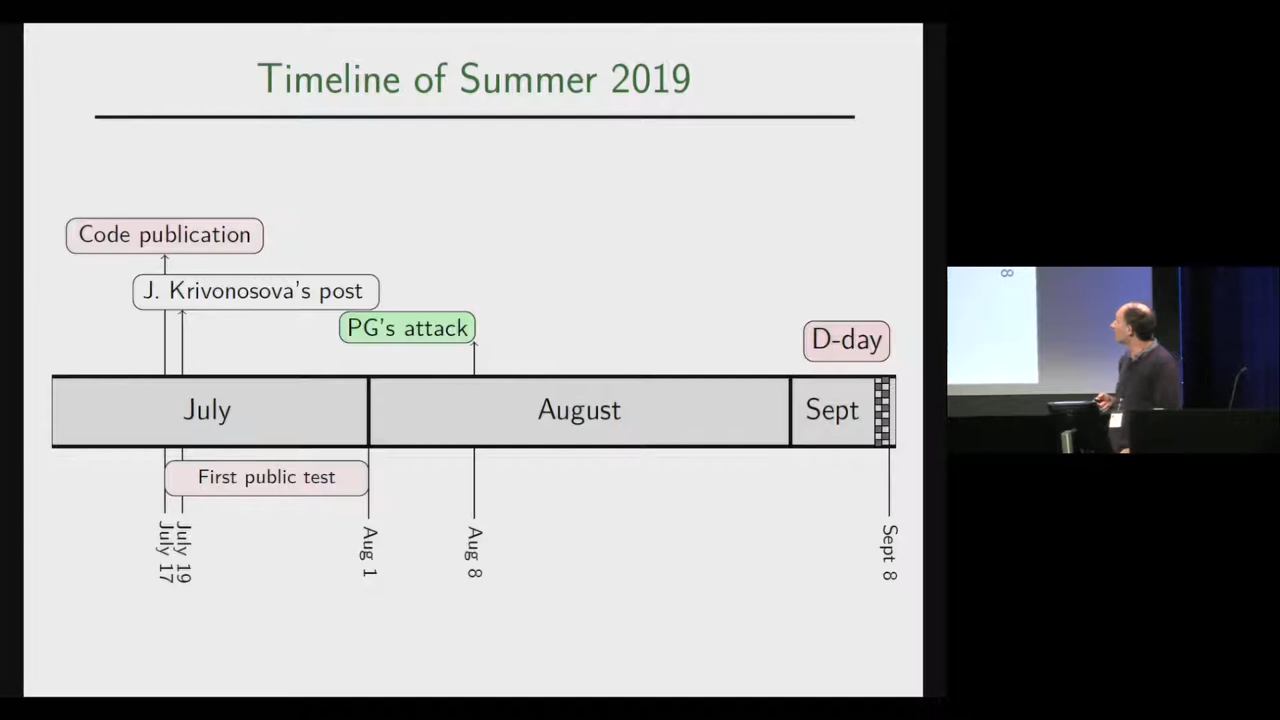 Timeline of Summer 2019
Code publication
J. Krivonosova's post
PG's attack
D-day
July
August
Sept
First public test
July 17
July 19
Aug 1
Aug 8
Sept 8
8